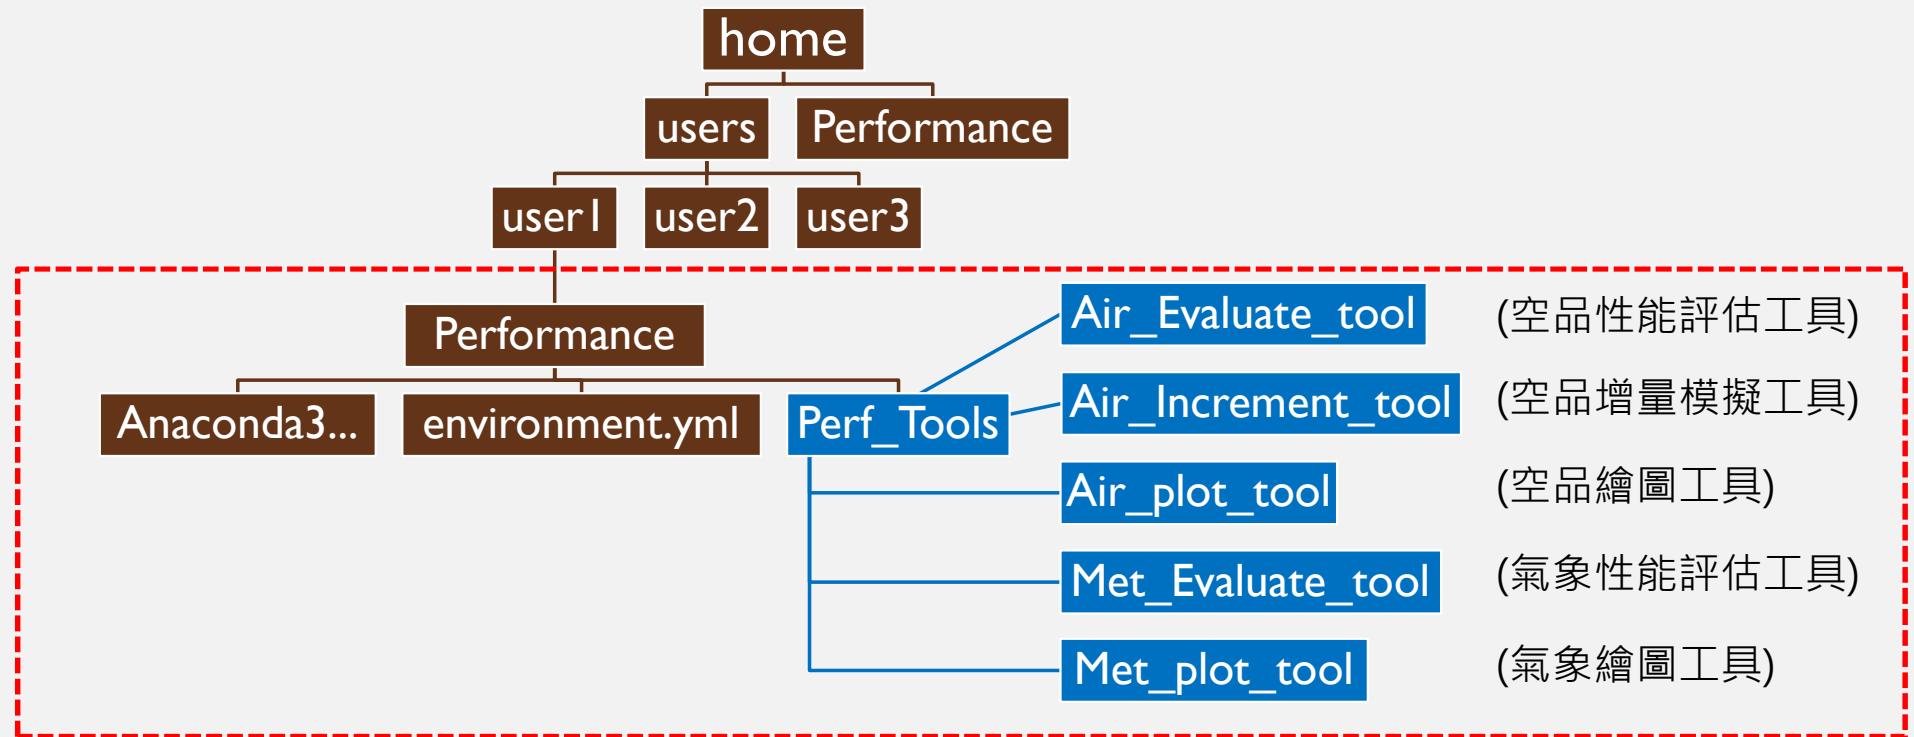 home
users
Performance
user1
user2
user3
Performance
Anaconda3...
environment.yml
Perf_Tools
Air_Evaluate_tool
(空品性能評估工具)
Air_Increment_tool
(空品增量模擬工具)
Air_plot_tool
(空品繪圖工具)
Met_Evaluate_tool
(氣象性能評估工具)
Met_plot_tool
(氣象繪圖工具)